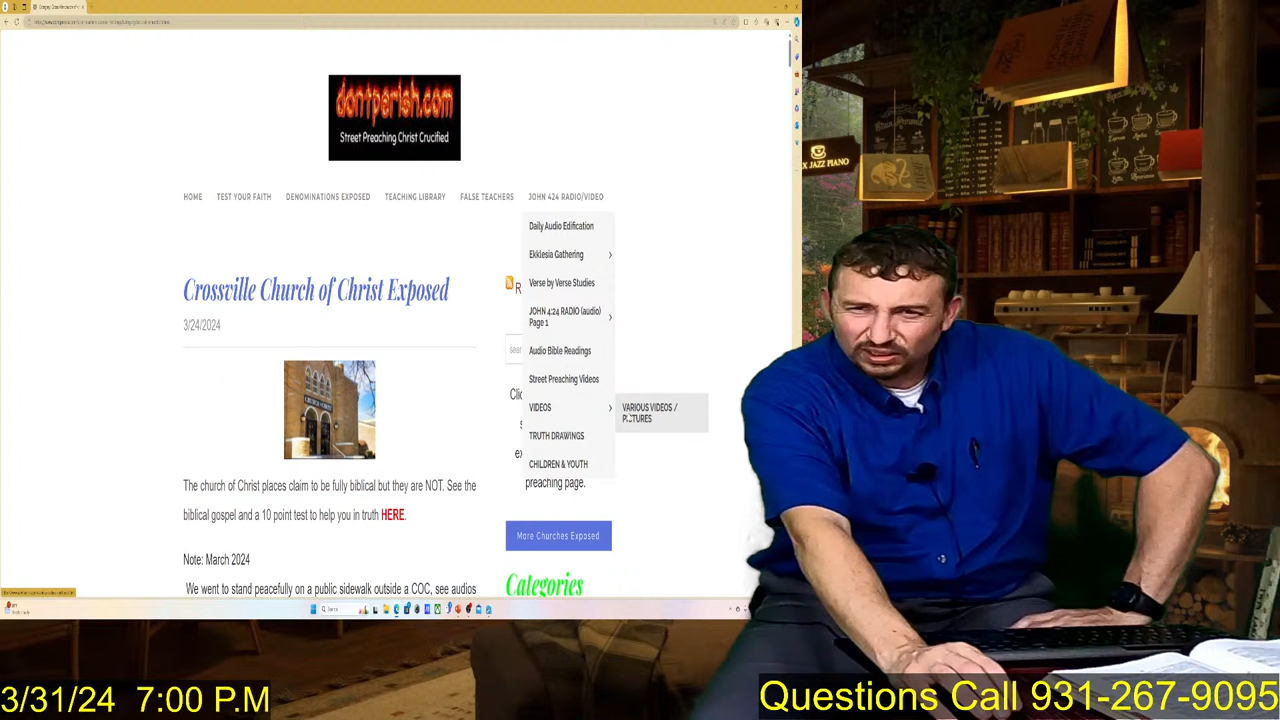 dontperish.com
Street Preaching Christ Crucified
HOME TEST YOUR FAITH DENOMINATIONS EXPOSED TEACHING LIBRARY FALSE TEACHERS JOHN 424 RADIO/VIDEO
Daily Audio Edification
Ekklesia Gathering
Verse by Verse Studies
JOHN 4:24 RADIO (audio)
Page 1
Audio Bible Readings
Street Preaching Videos
VIDEOS
VARIOUS VIDEOS /
PICTURES
TRUTH DRAWINGS
CHILDREN & YOUTH
Crossville Church of Christ Exposed
3/24/2024
The church of Christ places claim to be fully biblical but they are NOT. See the
biblical gospel and a 10 point test to help you in truth HERE.
Note: March 2024
We went to stand peacefully on a public sidewalk outside a COC, see audios
preaching page.
More Churches Exposed
Categories
X JAZZ PIANO
3/31/24 7:00 P.M
Questions Call 931-267-9095